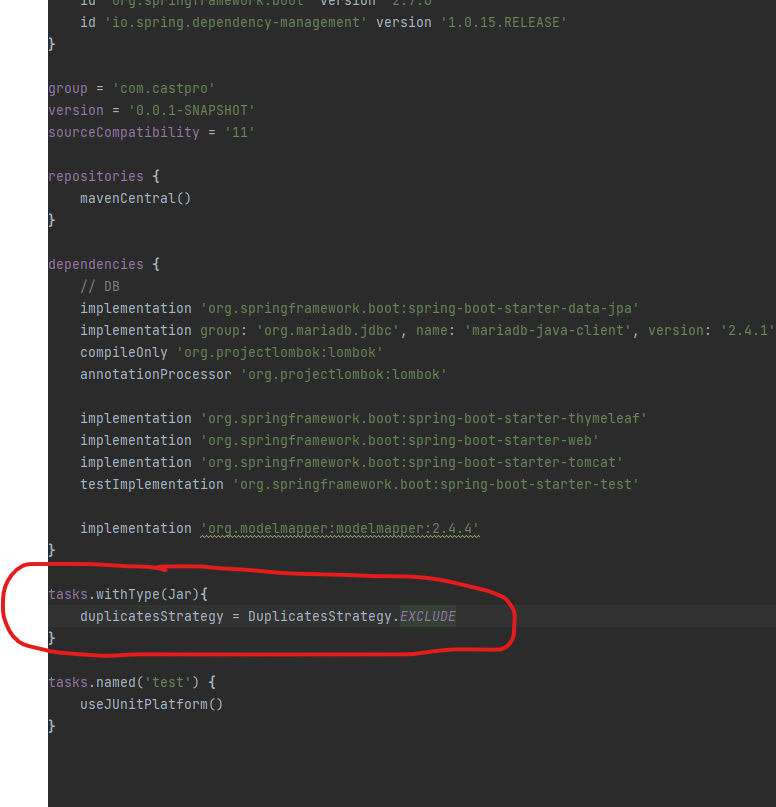 id 'org.springframework.boot' version '2.7.0'
id 'io.spring.dependency-management' version '1.0.15.RELEASE'
}
group = 'com.castpro'
version = '0.0.1-SNAPSHOT'
sourceCompatibility = '11'
repositories {
mavenCentral()
}
dependencies {
// DB
implementation 'org.springframework.boot:spring-boot-starter-data-jpa'
implementation group: 'org.mariadb.jdbc', name: 'mariadb-java-client', version: '2.4.1'
compileOnly 'org.projectlombok:lombok'
annotationProcessor 'org.projectlombok:lombok'
implementation 'org.springframework.boot:spring-boot-starter-thymeleaf'
implementation 'org.springframework.boot:spring-boot-starter-web'
implementation 'org.springframework.boot:spring-boot-starter-tomcat'
testImplementation 'org.springframework.boot:spring-boot-starter-test'
implementation 'org.modelmapper:modelmapper:2.4.4'
}
tasks.withType(Jar){
duplicatesStrategy = DuplicatesStrategy.EXCLUDE
}
tasks.named('test') {
useJUnitPlatform()
}